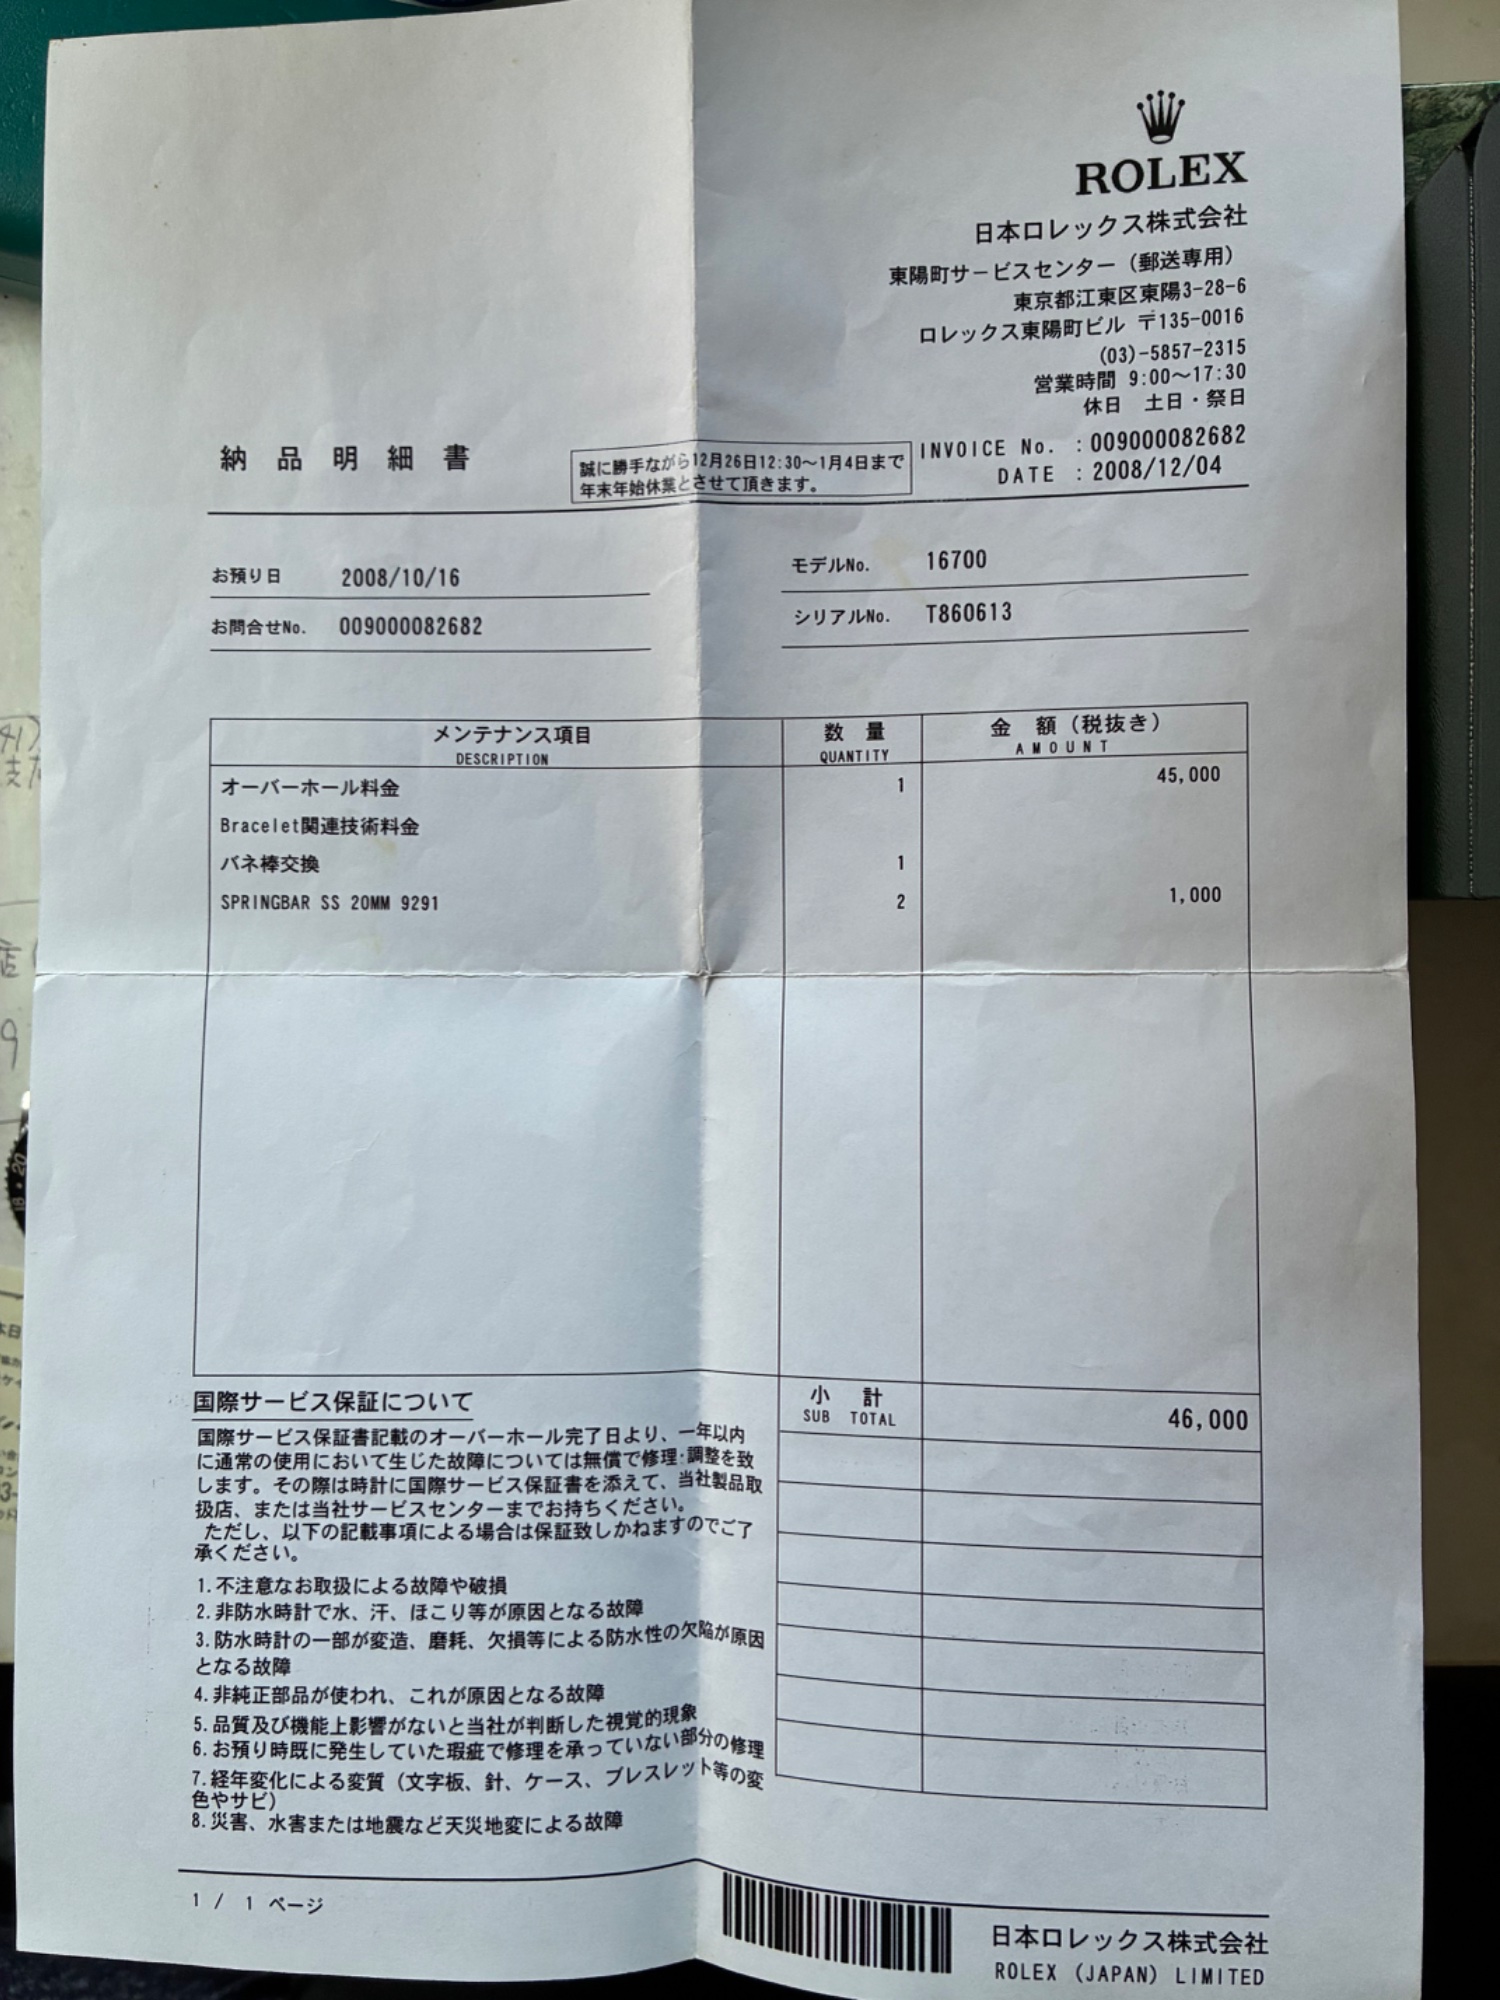 ROLEX
日本ロレックス株式会社
東陽町サービスセンター（郵送専用）
東京都江東区東陽3-28-6
ロレックス東陽町ビル 〒135-0016
(03)-5857-2315
営業時間 9:00〜17:30
休日 土日・祭日
納品明細書
誠に勝手ながら12月26日12:30〜1月4日まで
年末年始休業とさせて頂きます。
INVOICE No. : 009000082682
DATE : 2008/12/04
お預り日 2008/10/16
モデルNo. 16700
お問合せNo. 009000082682
シリアルNo. T860613
メンテナンス項目 数量 金額（税抜き）
DESCRIPTION QUANTITY AMOUNT
オーバーホール料金 1 45,000
Bracelet関連技術料金
バネ棒交換 1
SPRINGBAR SS 20MM 9291 2 1,000
小計 46,000
SUB TOTAL
国際サービス保証について
国際サービス保証書記載のオーバーホール完了日より、一年以内
に通常の使用において生じた故障については無償で修理・調整を致
します。その際は時計に国際サービス保証書を添えて、当社製品取
扱店、または当社サービスセンターまでお持ちください。
ただし、以下の記載事項による場合は保証致しかねますのでご了
承ください。
1.不注意なお取扱による故障や破損
2.非防水時計で水、汗、ほこり等が原因となる故障
3.防水時計の一部が変造、磨耗、欠損等による防水性の欠陥が原因
となる故障
4.非純正部品が使われ、これが原因となる故障
5.品質及び機能上影響がないと当社が判断した視覚的現象
6.お預り時既に発生していた瑕疵で修理を承っていない部分の修理
7.経年変化による変質（文字板、針、ケース、ブレスレット等の変
色やサビ）
8.災害、水害または地震など天災地変による故障
1 / 1 ページ
日本ロレックス株式会社
ROLEX (JAPAN) LIMITED
18 • 20